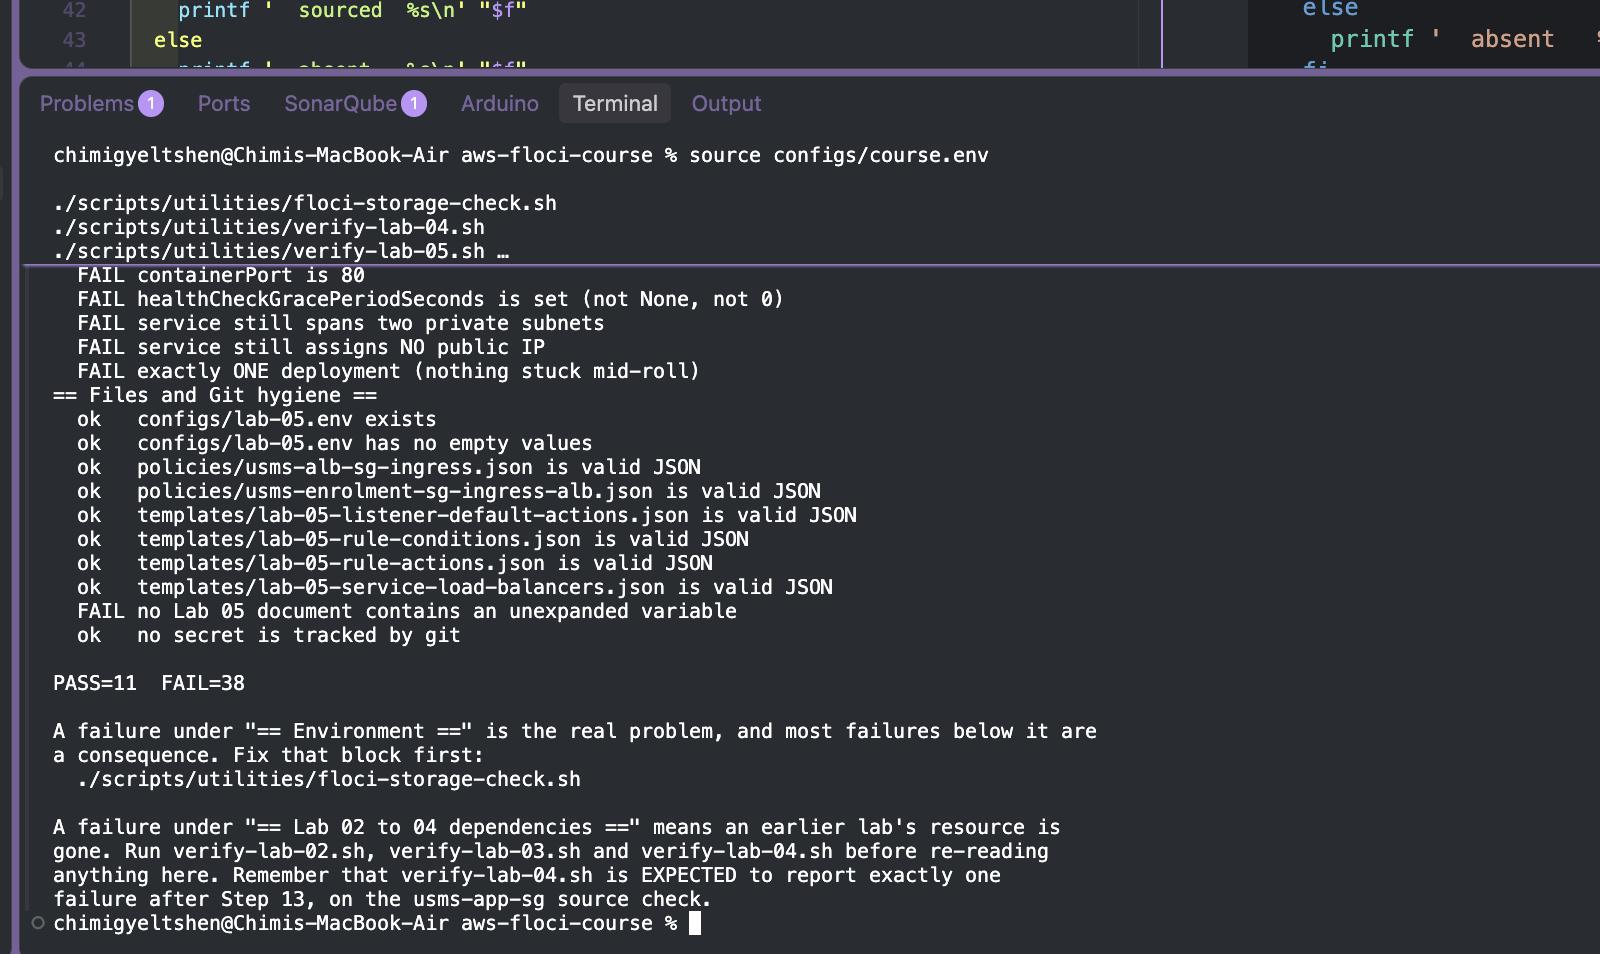 42 printf '  sourced  %s\n' "$f"
43 else
else
printf '  absent
Problems 1 Ports SonarQube 1 Arduino Terminal Output
chimigyeltshen@Chimis-MacBook-Air aws-floci-course % source configs/course.env
./scripts/utilities/floci-storage-check.sh
./scripts/utilities/verify-lab-04.sh
./scripts/utilities/verify-lab-05.sh …
FAIL containerPort is 80
FAIL healthCheckGracePeriodSeconds is set (not None, not 0)
FAIL service still spans two private subnets
FAIL service still assigns NO public IP
FAIL exactly ONE deployment (nothing stuck mid-roll)
== Files and Git hygiene ==
ok   configs/lab-05.env exists
ok   configs/lab-05.env has no empty values
ok   policies/usms-alb-sg-ingress.json is valid JSON
ok   policies/usms-enrolment-sg-ingress-alb.json is valid JSON
ok   templates/lab-05-listener-default-actions.json is valid JSON
ok   templates/lab-05-rule-conditions.json is valid JSON
ok   templates/lab-05-rule-actions.json is valid JSON
ok   templates/lab-05-service-load-balancers.json is valid JSON
FAIL no Lab 05 document contains an unexpanded variable
ok   no secret is tracked by git
PASS=11  FAIL=38
A failure under "== Environment ==" is the real problem, and most failures below it are
a consequence. Fix that block first:
./scripts/utilities/floci-storage-check.sh
A failure under "== Lab 02 to 04 dependencies ==" means an earlier lab's resource is
gone. Run verify-lab-02.sh, verify-lab-03.sh and verify-lab-04.sh before re-reading
anything here. Remember that verify-lab-04.sh is EXPECTED to report exactly one
failure after Step 13, on the usms-app-sg source check.
chimigyeltshen@Chimis-MacBook-Air aws-floci-course %